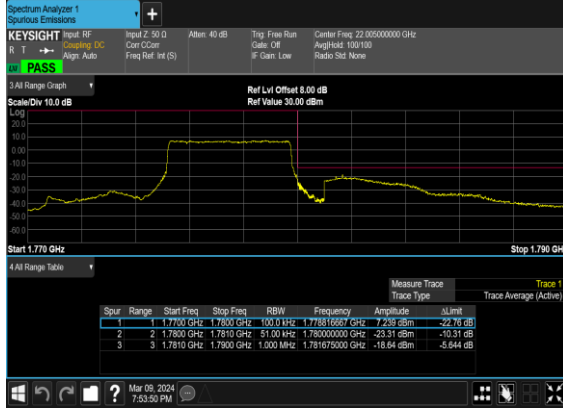 Spectrum Analyzer 1
Spurious Emissions
+
KEYSIGHT
R T
LXI PASS
Input: RF
Coupling: DC
Align: Auto
Input Z: 50 Ω
Corr CCorr
Freq Ref: Int (S)
Atten: 40 dB
Trig: Free Run
Gate: Off
IF Gain: Low
Center Freq: 22.005000000 GHz
Avg|Hold: 100/100
Radio Std: None
3 All Range Graph
Scale/Div 10.0 dB
Ref Lvl Offset 8.00 dB
Ref Value 30.00 dBm
Log
20.0
10.0
0.00
-10.0
-20.0
-30.0
-40.0
-50.0
-60.0
Start 1.770 GHz
Stop 1.790 GH
4 All Range Table
Measure Trace Trace 1
Trace Type Trace Average (Active)
Spur Range Start Freq Stop Freq RBW Frequency Amplitude ΔLimit
1 1 1.7700 GHz 1.7800 GHz 100.0 kHz 1.778816667 GHz 7.239 dBm -22.76 dB
2 2 1.7800 GHz 1.7810 GHz 51.00 kHz 1.780000000 GHz -23.31 dBm -10.31 dB
3 3 1.7810 GHz 1.7900 GHz 1.000 MHz 1.781675000 GHz -18.64 dBm -5.644 dB
?
Mar 09, 2024
7:53:50 PM